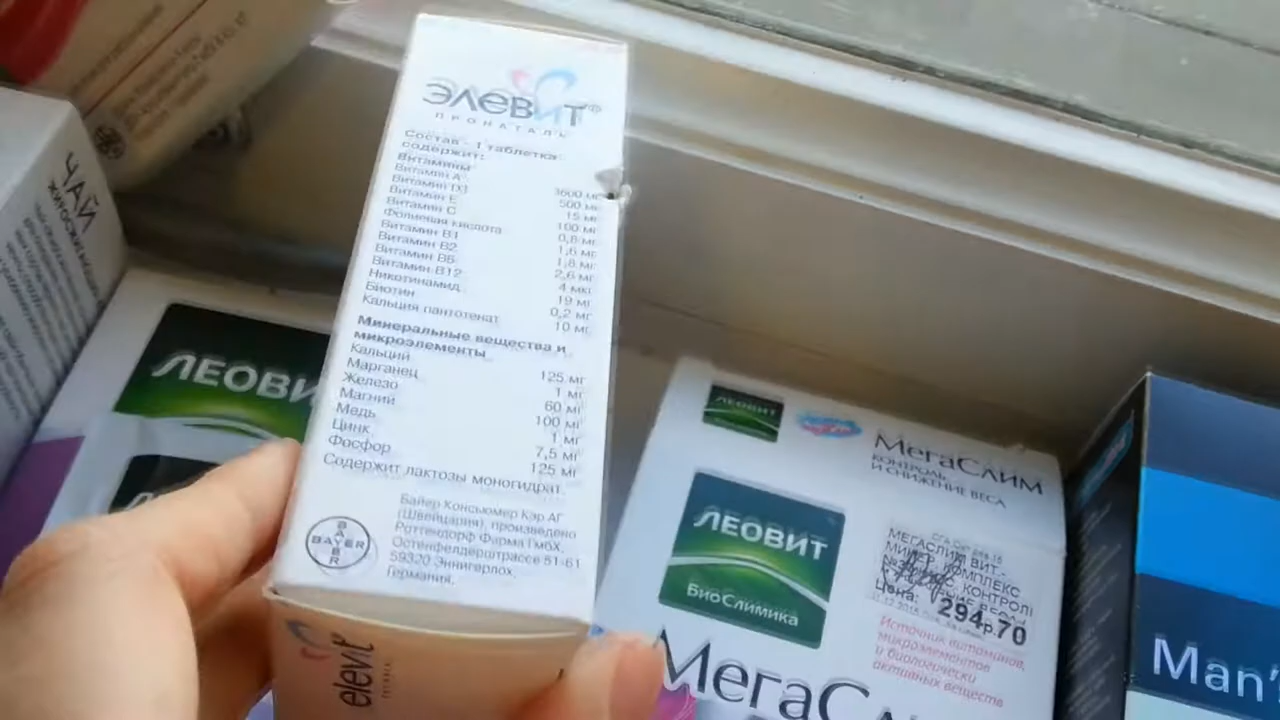 элевит®
ПРОНАТАЛЬ
Состав - 1 таблетка
содержит:
Витамины
Витамин А 3600 ме
Витамин D3 500 ме
Витамин Е 15 мг
Витамин С 100 мг
Фолиевая кислота 0,8 мг
Витамин В1 1,6 мг
Витамин В2 1,8 мг
Витамин В6 2,6 мг
Витамин В12 4 мкг
Никотинамид 19 мг
Биотин 0,2 мг
Кальция пантотенат 10 мг
Минеральные вещества и
микроэлементы
Кальций 125 мг
Марганец 1 мг
Железо 60 мг
Магний 100 мг
Медь 1 мг
Цинк 7,5 мг
Фосфор 125 мг
Содержит лактозы моногидрат.
Байер Консьюмер Кэр АГ
(Швейцария), произведено
Роттендорф Фарма Гмбх,
Остенфелдерштрассе 51-61
59320 Эннигерлох,
Германия.
BAYER
BAYER
elevit
ЧАЙ
ЛЕОВИ
ЛЕОВИТ
МегаСлим
КОНТРОЛЬ
И СНИЖЕНИЕ ВЕСА
ЛЕОВИТ
БиоСлимика
МЕГАСЛИМ ВИТ-
КОМПЛЕКС
КОНТРОЛ
Цена: 294р.70
Источник витаминов,
микроэлементов
и биологически
активных веществ
МегаСл
Man'